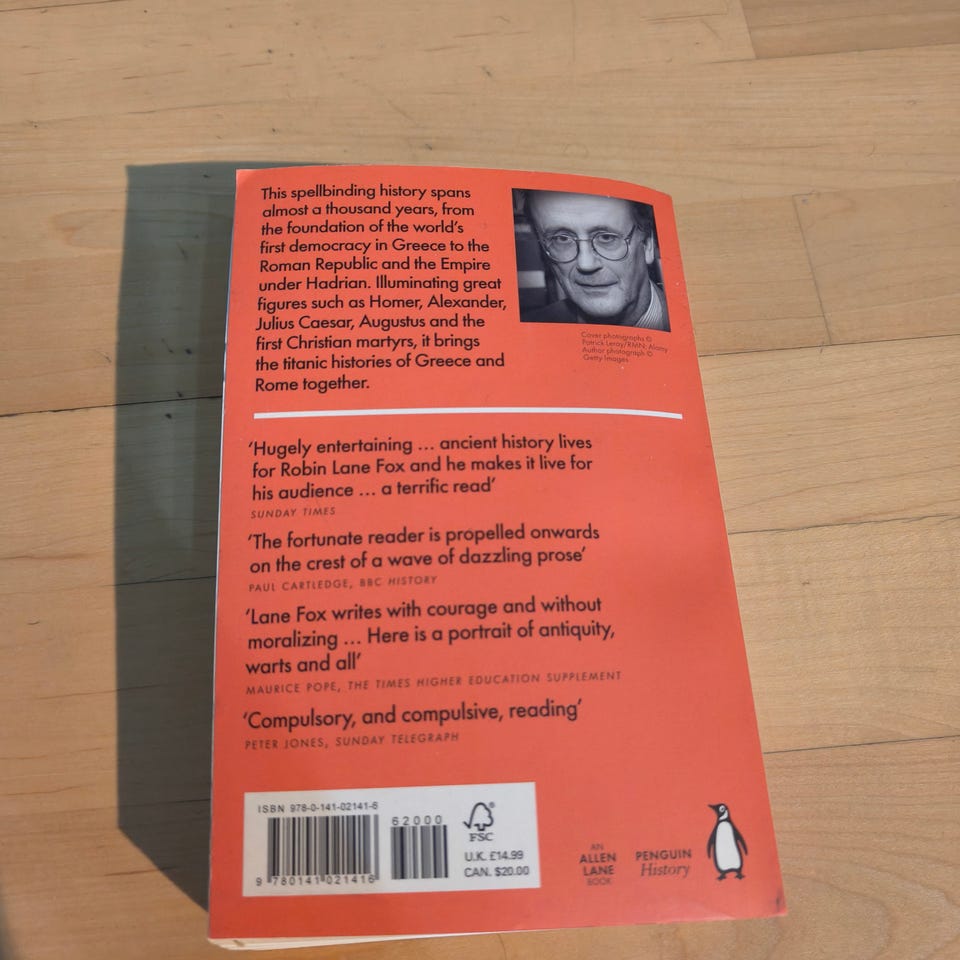 This spellbinding history spans
almost a thousand years, from
the foundation of the world's
first democracy in Greece to the
Roman Republic and the Empire
under Hadrian. Illuminating great
figures such as Homer, Alexander,
Julius Caesar, Augustus and the
first Christian martyrs, it brings
the titanic histories of Greece and
Rome together.
Cover photographs ©
Patrick Leroy/RMN; Alamy
Author photograph ©
Getty Images
‘Hugely entertaining ... ancient history lives
for Robin Lane Fox and he makes it live for
his audience ... a terrific read’
SUNDAY TIMES
‘The fortunate reader is propelled onwards
on the crest of a wave of dazzling prose’
PAUL CARTLEDGE, BBC HISTORY
‘Lane Fox writes with courage and without
moralizing ... Here is a portrait of antiquity,
warts and all’
MAURICE POPE, THE TIMES HIGHER EDUCATION SUPPLEMENT
‘Compulsory, and compulsive, reading’
PETER JONES, SUNDAY TELEGRAPH
ISBN 978-0-141-02141-6
62000
9 780141 021416
FSC
U.K. £14.99
CAN. $20.00
AN
ALLEN
LANE
BOOK
PENGUIN
History